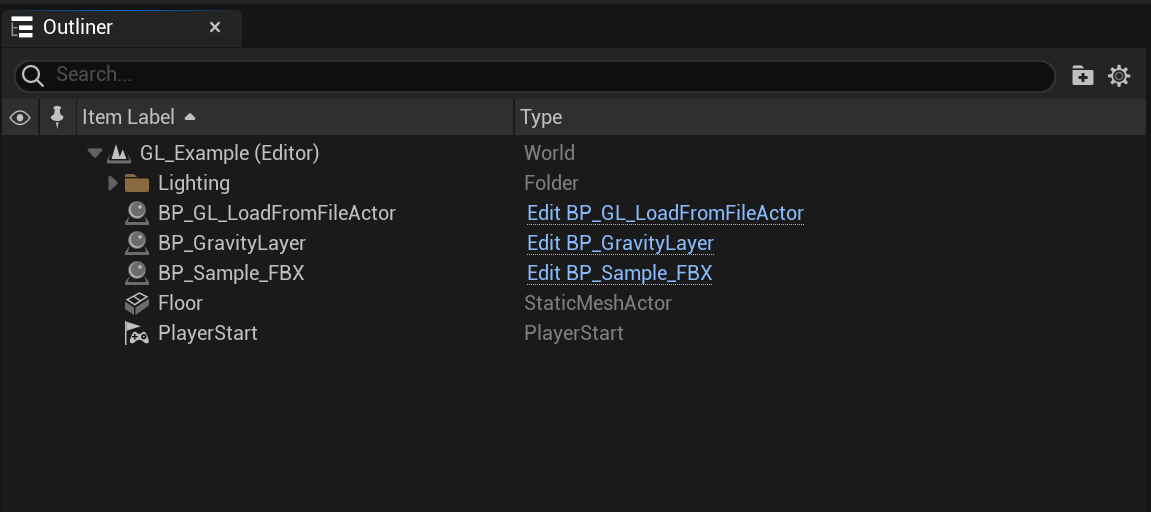 Outliner
Search...
Item Label Type
GL_Example (Editor) World
Lighting Folder
BP_GL_LoadFromFileActor Edit BP_GL_LoadFromFileActor
BP_GravityLayer Edit BP_GravityLayer
BP_Sample_FBX Edit BP_Sample_FBX
Floor StaticMeshActor
PlayerStart PlayerStart